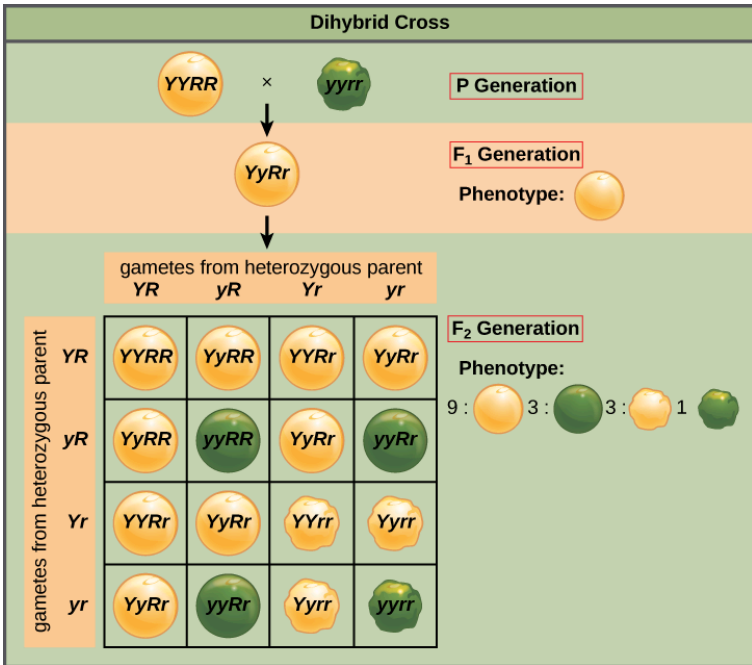 Dihybrid Cross
YYRR × yyrr
P Generation
YyRr
F₁ Generation
Phenotype:
gametes from heterozygous parent
YR yR Yr yr
gametes from heterozygous parent
YR YYRR YyRR YYRr YyRr
yR YyRR yyRR YyRr yyRr
Yr YYRr YyRr YYrr Yyrr
yr YyRr yyRr Yyrr yyrr
F₂ Generation
Phenotype:
9 : 3 : 3 : 1